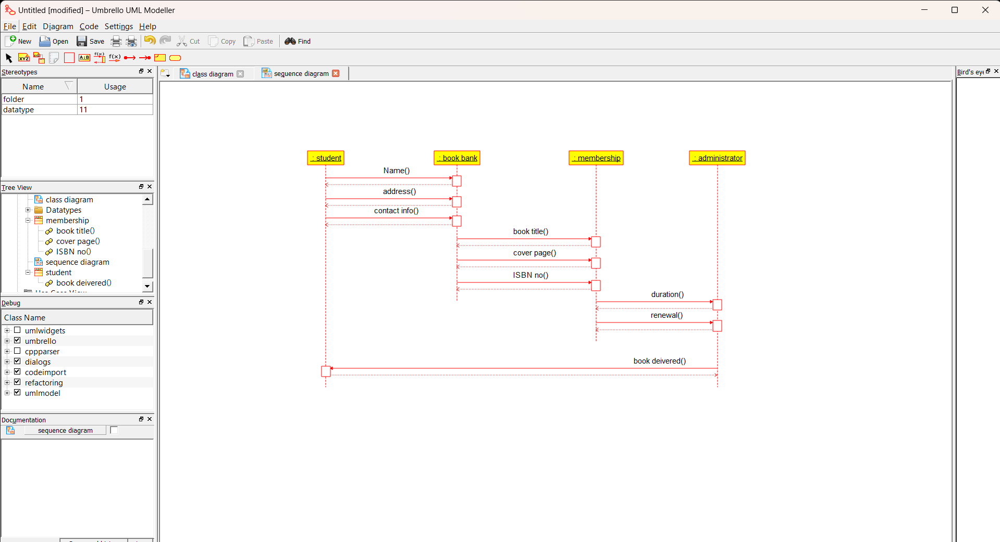 Untitled [modified] – Umbrello UML Modeller
File Edit Diagram Code Settings Help
New Open Save Cut Copy Paste Find
XYZ XYZ A:B f(x) f(x)
Stereotypes
Name Usage
folder 1
datatype 11
Tree View
class diagram
Datatypes
membership
book title()
cover page()
ISBN no()
sequence diagram
student
book deivered()
Debug
Class Name
umlwidgets
umbrello
cppparser
dialogs
codeimport
refactoring
umlmodel
Documentation
sequence diagram
class diagram sequence diagram
: student : book bank : membership : administrator
Name()
address()
contact info()
book title()
cover page()
ISBN no()
duration()
renewal()
book deivered()
Bird's eye